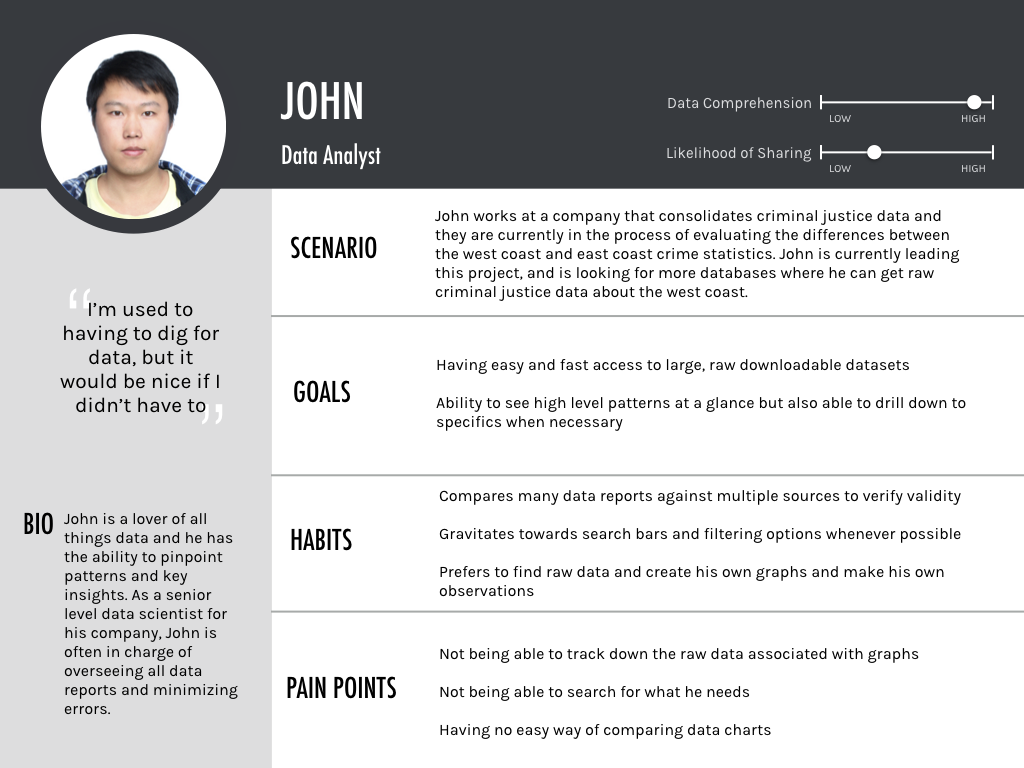 JOHN
Data Analyst
Data Comprehension
LOW HIGH
Likelihood of Sharing
LOW HIGH
“I’m used to
having to dig for
data, but it
would be nice if I
didn’t have to”
BIO
John is a lover of all
things data and he has
the ability to pinpoint
patterns and key
insights. As a senior
level data scientist for
his company, John is
often in charge of
overseeing all data
reports and minimizing
errors.
SCENARIO
John works at a company that consolidates criminal justice data and
they are currently in the process of evaluating the differences between
the west coast and east coast crime statistics. John is currently leading
this project, and is looking for more databases where he can get raw
criminal justice data about the west coast.
GOALS
Having easy and fast access to large, raw downloadable datasets
Ability to see high level patterns at a glance but also able to drill down to
specifics when necessary
HABITS
Compares many data reports against multiple sources to verify validity
Gravitates towards search bars and filtering options whenever possible
Prefers to find raw data and create his own graphs and make his own
observations
PAIN POINTS
Not being able to track down the raw data associated with graphs
Not being able to search for what he needs
Having no easy way of comparing data charts